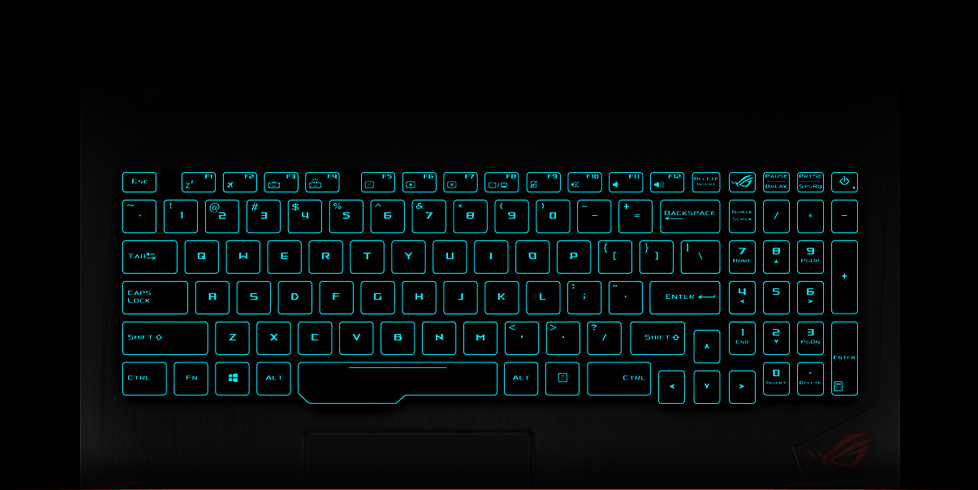 Esc F1 F2 F3 F4 F5 F6 F7 F8 F9 F10 F11 F12 DELETE INSERT PAUSE BREAK PRTSC SYSRQ
~ ! 1 @ 2 # 3 $ 4 % 5 ^ 6 & 7 * 8 ( 9 ) 0 - - + = BACKSPACE / * -
TAB Q W E R T Y U I O P { [ } ] | \ 7 HOME 8 9 PGUP +
CAPS LOCK A S D F G H J K L : ; " ' ENTER 4 5 6
SHIFT Z X C V B N M < , > . ? / SHIFT 1 END 2 3 PGDN ENTER
CTRL FN ALT ALT CTRL 0 INSERT . DELETE